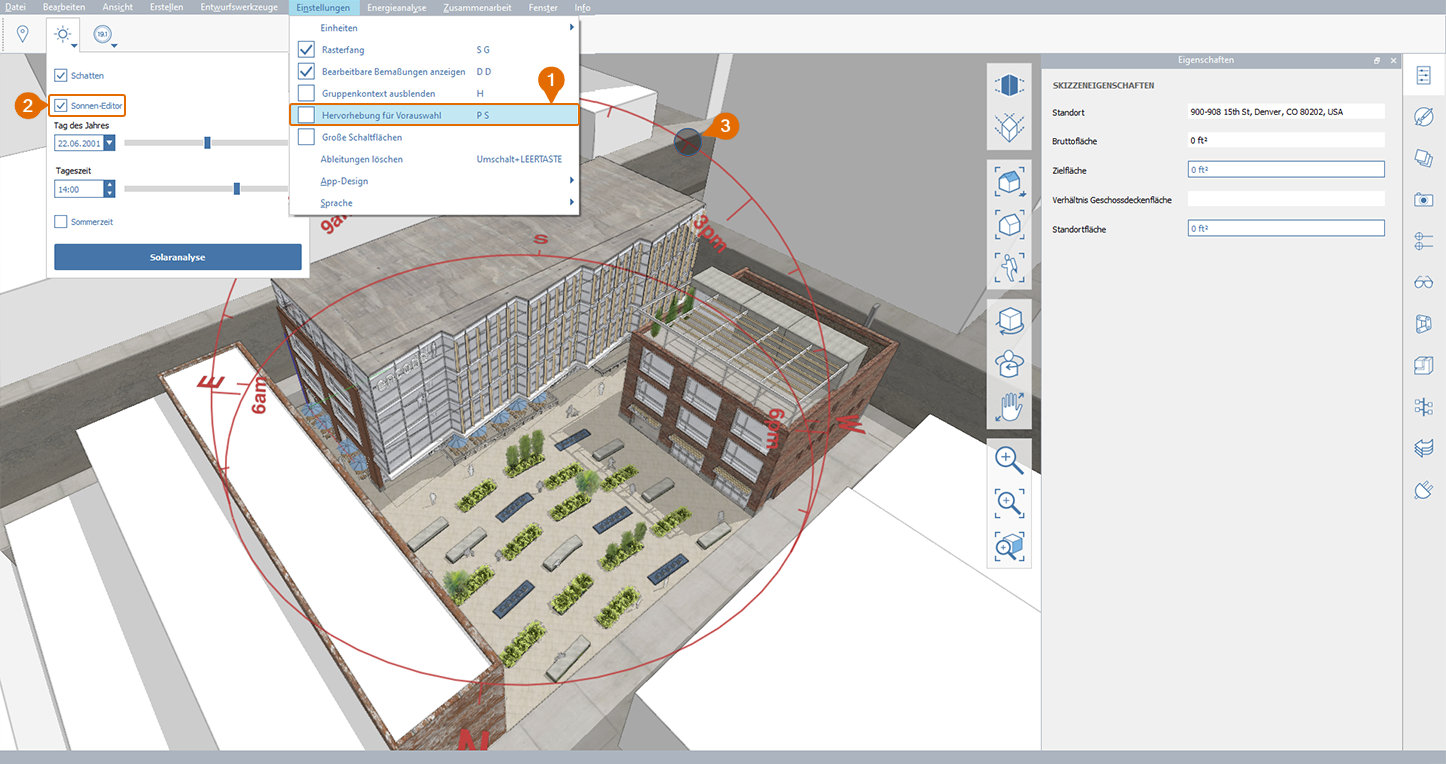 Datei Bearbeiten Ansicht Erstellen Entwurfswerkzeuge Einstellungen Energieanalyse Zusammenarbeit Fenster Info
19.1
Schatten
2 Sonnen-Editor
Tag des Jahres
22.06.2001
Tageszeit
14:00
Sommerzeit
Solaranalyse
Einheiten
Rasterfang S G
Bearbeitbare Bemaßungen anzeigen D D
Gruppenkontext ausblenden H
1
Hervorhebung für Vorauswahl P S
Große Schaltflächen
Ableitungen löschen Umschalt+LEERTASTE
App-Design
Sprache
3
9am
3pm
S
E
6am
6pm
W
N
Eigenschaften
SKIZZENEIGENSCHAFTEN
Standort 900-908 15th St, Denver, CO 80202, USA
Bruttofläche 0 ft²
Zielfläche 0 ft²
Verhältnis Geschossdeckenfläche
Standortfläche 0 ft²